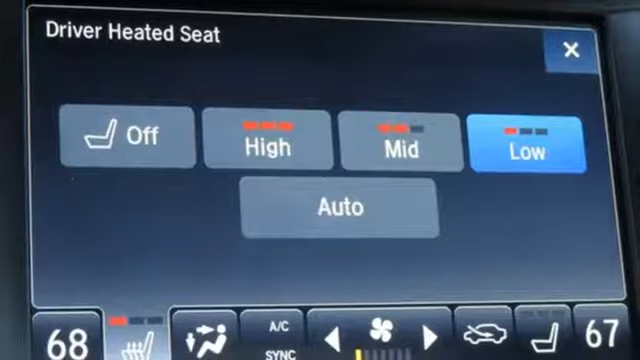 Driver Heated Seat
Off
High
Mid
Low
Auto
68
A/C
SYNC
67